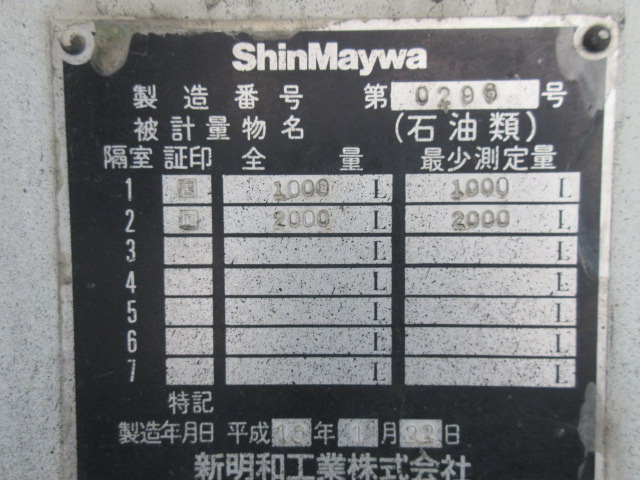 ShinMaywa
製造番号 第 0296 号
被計量物名 (石油類)
隔室 証印 全量 最少測定量
1 1000 L 1000 L
2 2000 L 2000 L
3 L L
4 L L
5 L L
6 L L
7 L L
特記
製造年月日 平成 年 月 22 日
新明和工業株式会社